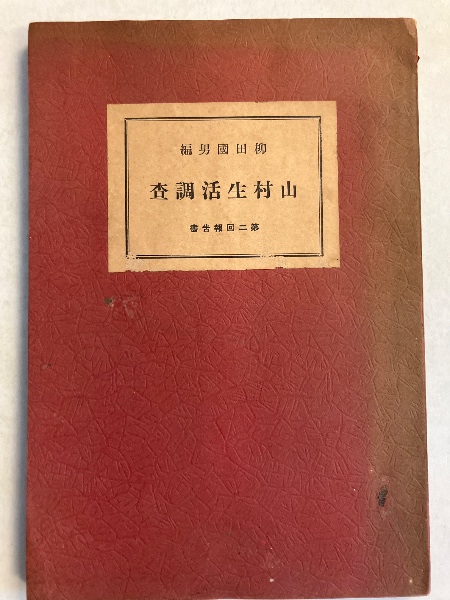 柳田國男編
山村生活調査
第二回報告書